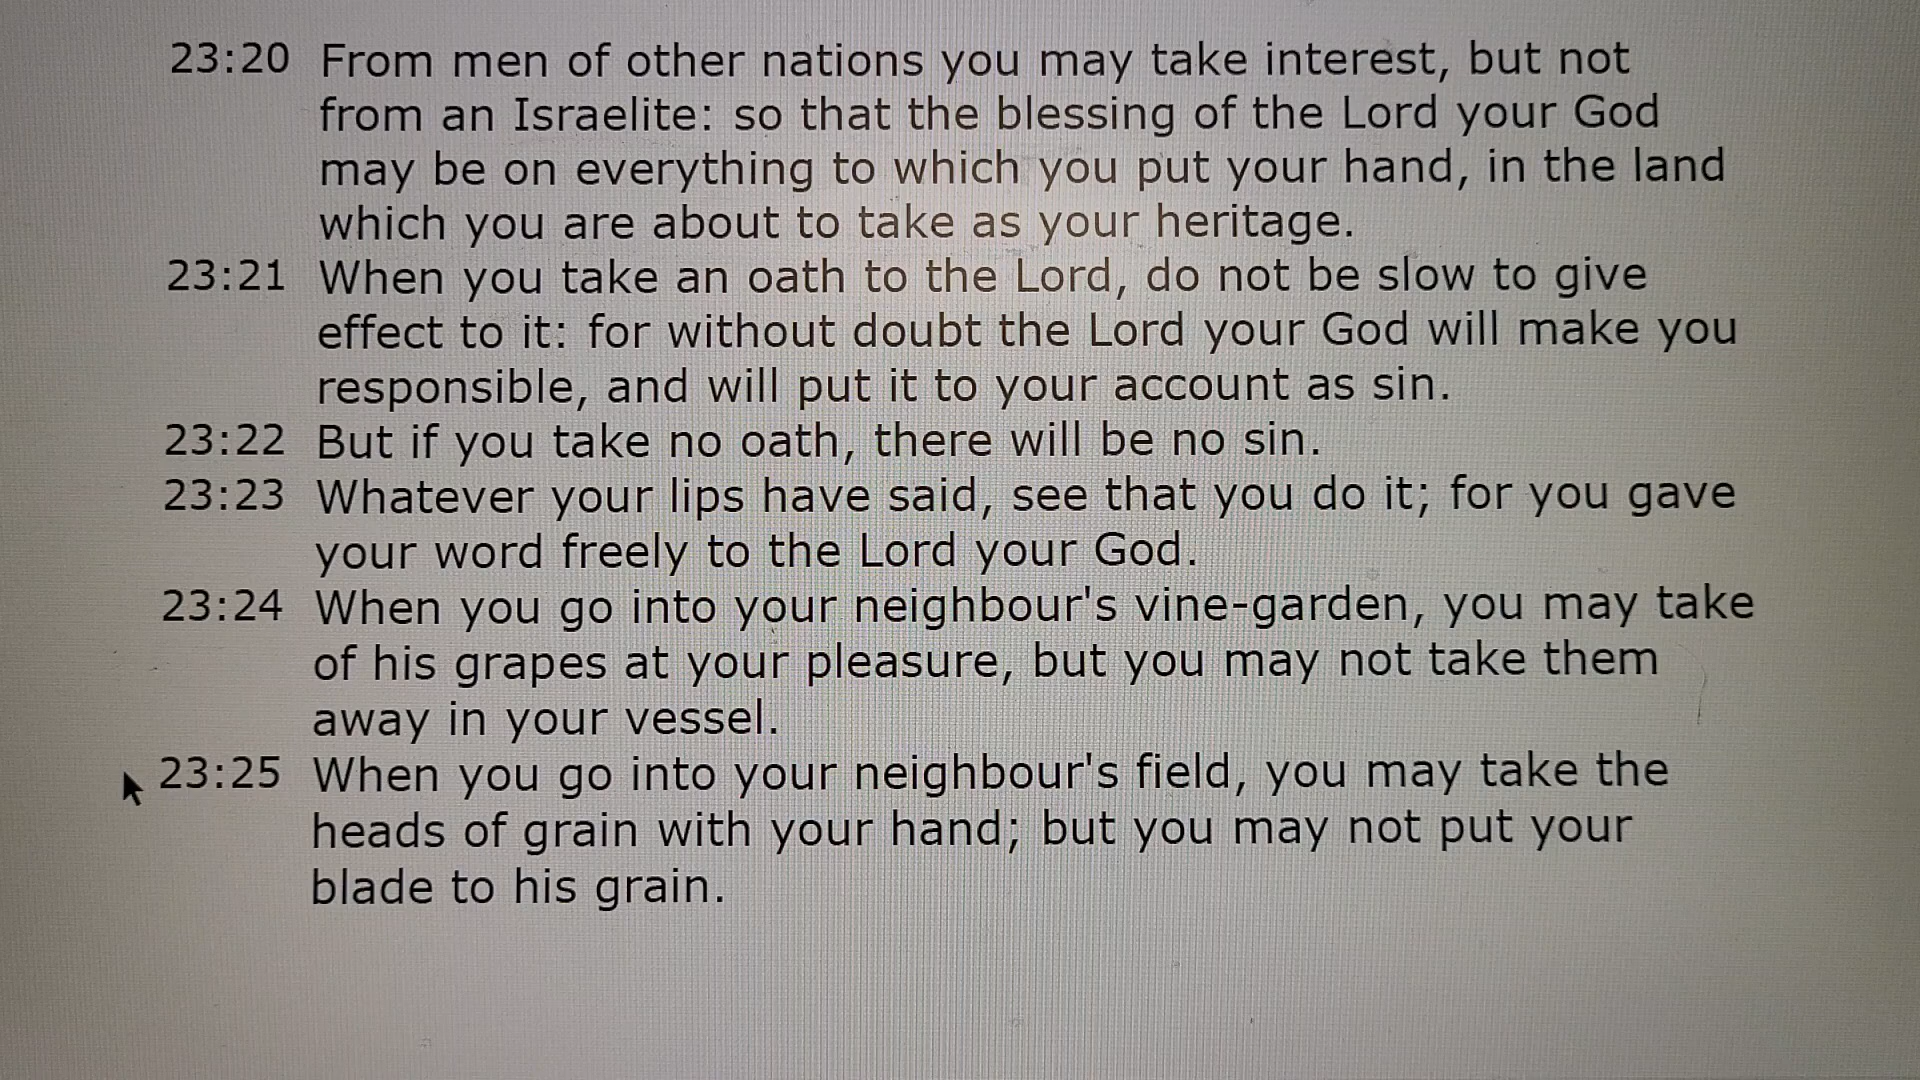 23:20 From men of other nations you may take interest, but not
from an Israelite: so that the blessing of the Lord your God
may be on everything to which you put your hand, in the land
which you are about to take as your heritage.
23:21 When you take an oath to the Lord, do not be slow to give
effect to it: for without doubt the Lord your God will make you
responsible, and will put it to your account as sin.
23:22 But if you take no oath, there will be no sin.
23:23 Whatever your lips have said, see that you do it; for you gave
your word freely to the Lord your God.
23:24 When you go into your neighbour's vine-garden, you may take
of his grapes at your pleasure, but you may not take them
away in your vessel.
23:25 When you go into your neighbour's field, you may take the
heads of grain with your hand; but you may not put your
blade to his grain.